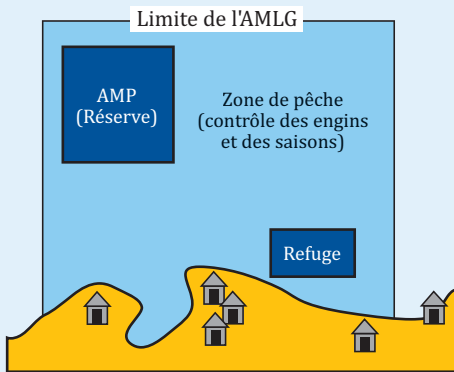 Limite de l'AMLG
AMP
(Réserve)
Zone de pêche
(contrôle des engins
et des saisons)
Refuge